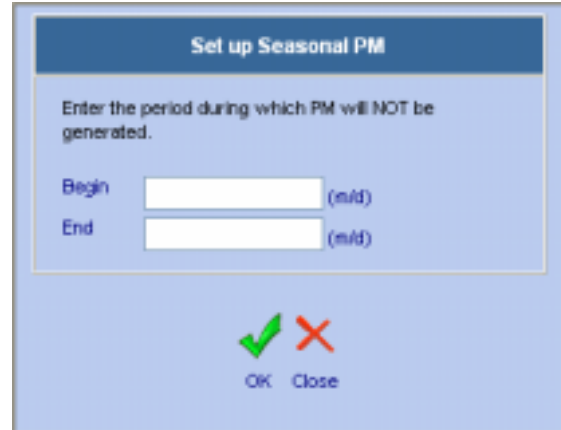 Set up Seasonal PM
Enter the period during which PM will NOT be
generated.
Begin (m/d)
End (m/d)
OK Close